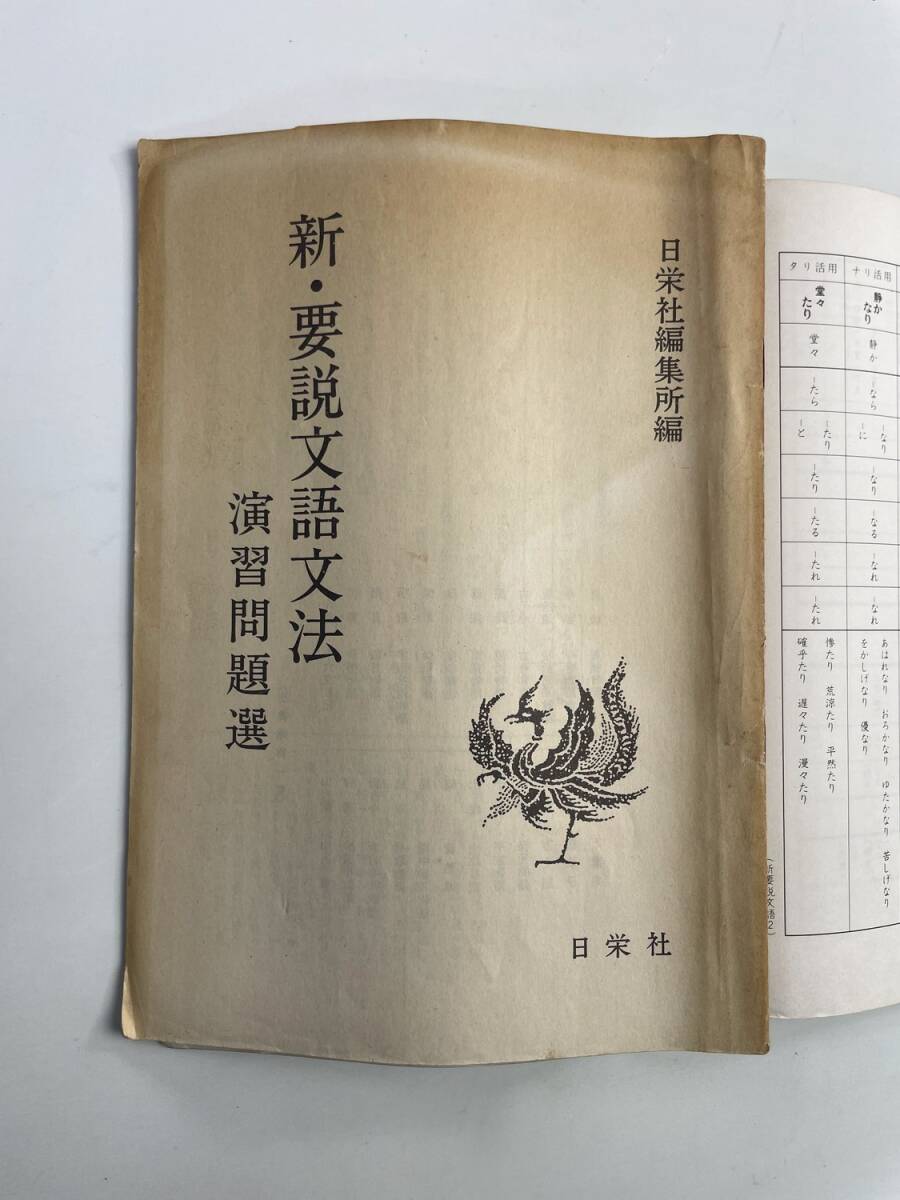 日栄社編集所編
新・要説文語文法
演習問題選
日栄社
ナリ活用
静かなり
静か
―なら
―なり
―に
―なり
―なる
―なれ
―なれ
あはれなり おろかなり ゆたかなり 苦しげなり
をかしげなり 優なり
タリ活用
堂々たり
堂々
―たら
―たり
―と
―たり
―たる
―たれ
―たれ
惨たり 荒涼たり 平然たり
確乎たり 遅々たり 漫々たり
要説文語2)